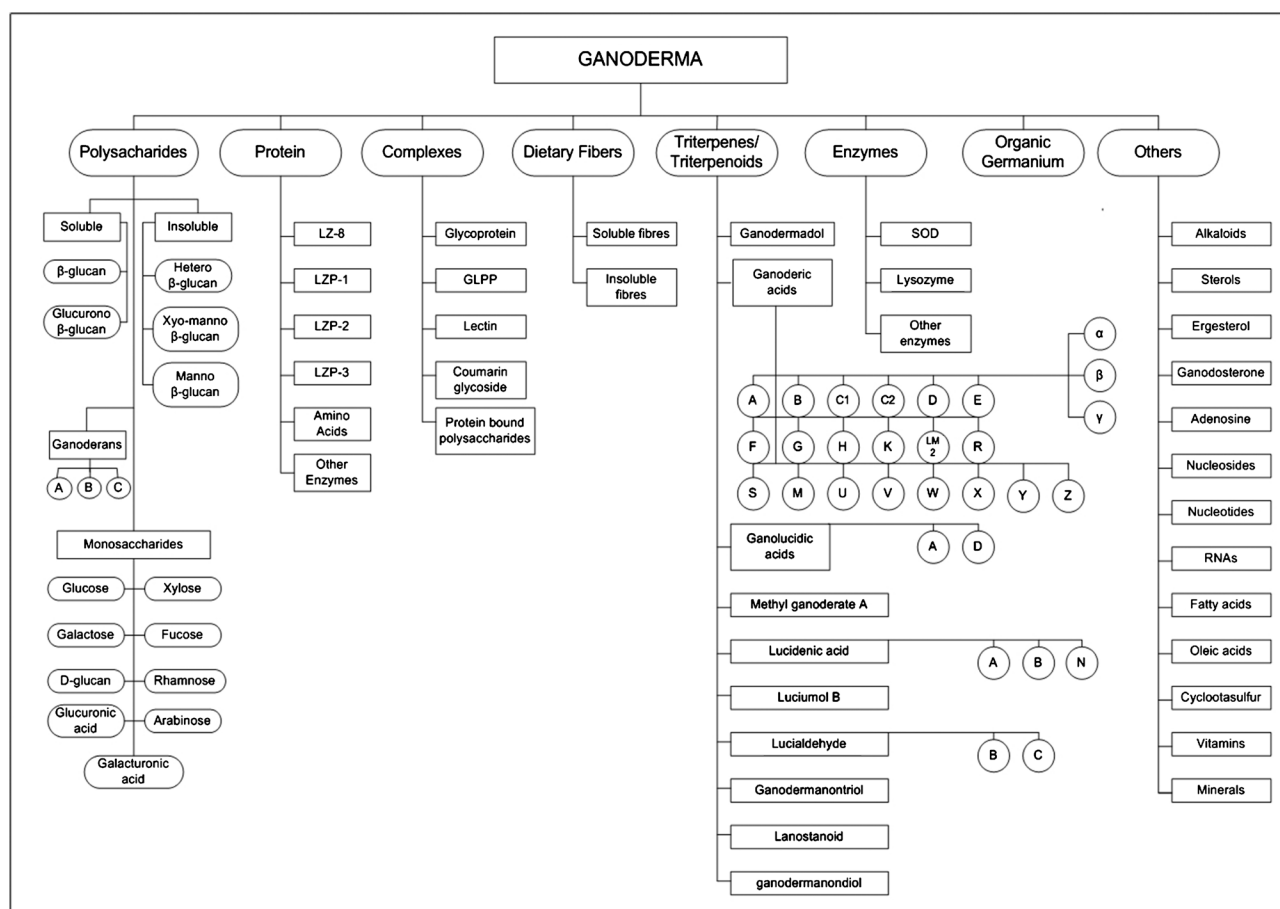 GANODERMA
Polysacharides
Protein
Complexes
Dietary Fibers
Triterpenes/
Triterpenoids
Enzymes
Organic
Germanium
Others
Soluble
Insoluble
β-glucan
Glucurono
β-glucan
Hetero
β-glucan
Xyo-manno
β-glucan
Manno
β-glucan
Ganoderans
A
B
C
Monosaccharides
Glucose
Xylose
Galactose
Fucose
D-glucan
Rhamnose
Glucuronic
acid
Arabinose
Galacturonic
acid
LZ-8
LZP-1
LZP-2
LZP-3
Amino
Acids
Other
Enzymes
Glycoprotein
GLPP
Lectin
Coumarin
glycoside
Protein bound
polysaccharides
Soluble fibres
Insoluble
fibres
Ganodermadol
Ganoderic
acids
A
B
C1
C2
D
E
α
β
γ
F
G
H
K
LM
2
R
S
M
U
V
W
X
Y
Z
Ganolucidic
acids
A
D
Methyl ganoderate A
Lucidenic acid
A
B
N
Luciumol B
Lucialdehyde
B
C
Ganodermanontriol
Lanostanoid
ganodermanondiol
SOD
Lysozyme
Other
enzymes
Alkaloids
Sterols
Ergesterol
Ganodosterone
Adenosine
Nucleosides
Nucleotides
RNAs
Fatty acids
Oleic acids
Cyclootasulfur
Vitamins
Minerals